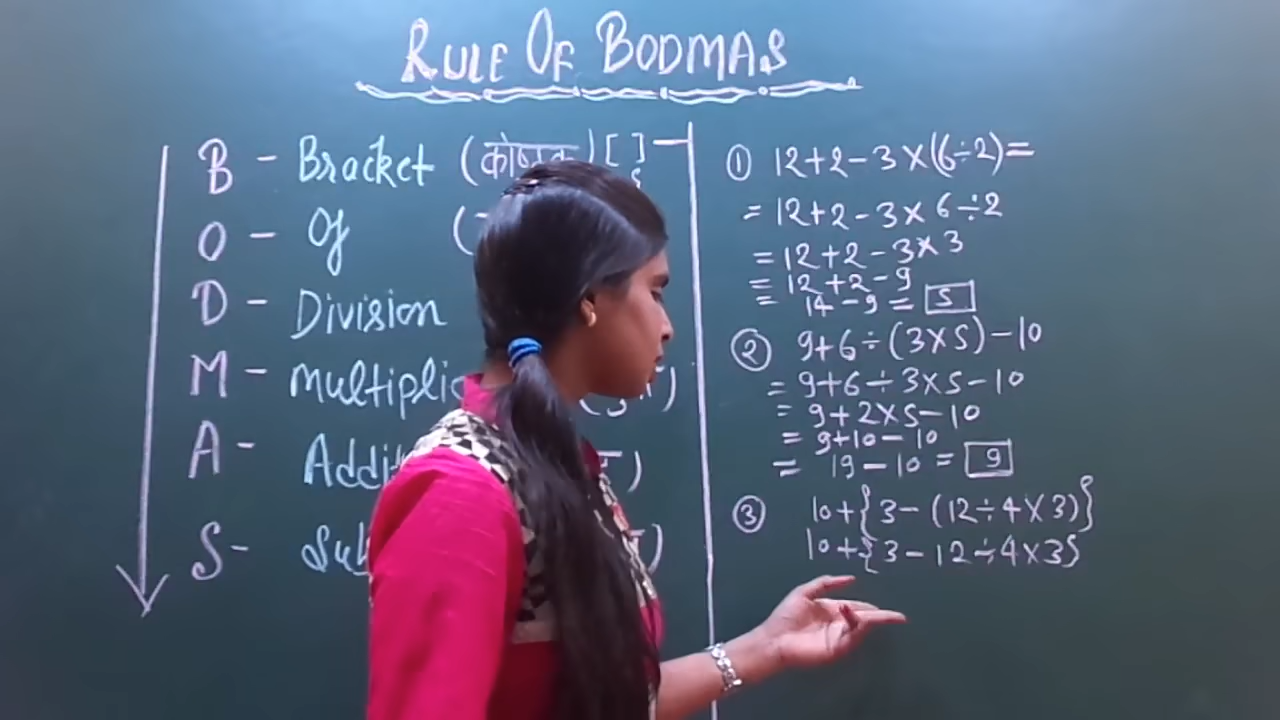 RULE OF BODMAS
B - Bracket (कोष्ठक) [ ]
O - Of (
D - Division
M - Multiplic
A - Addit )
S - Sub )
① 12+2-3×(6÷2)=
= 12+2-3×6÷2
= 12+2-3×3
= 12+2-9
= 14-9 = 5
② 9+6÷(3×5)-10
= 9+6÷3×5-10
= 9+2×5-10
= 9+10-10
= 19-10 = 9
③ 10+{3-(12÷4×3)}
10+{3-12÷4×3}